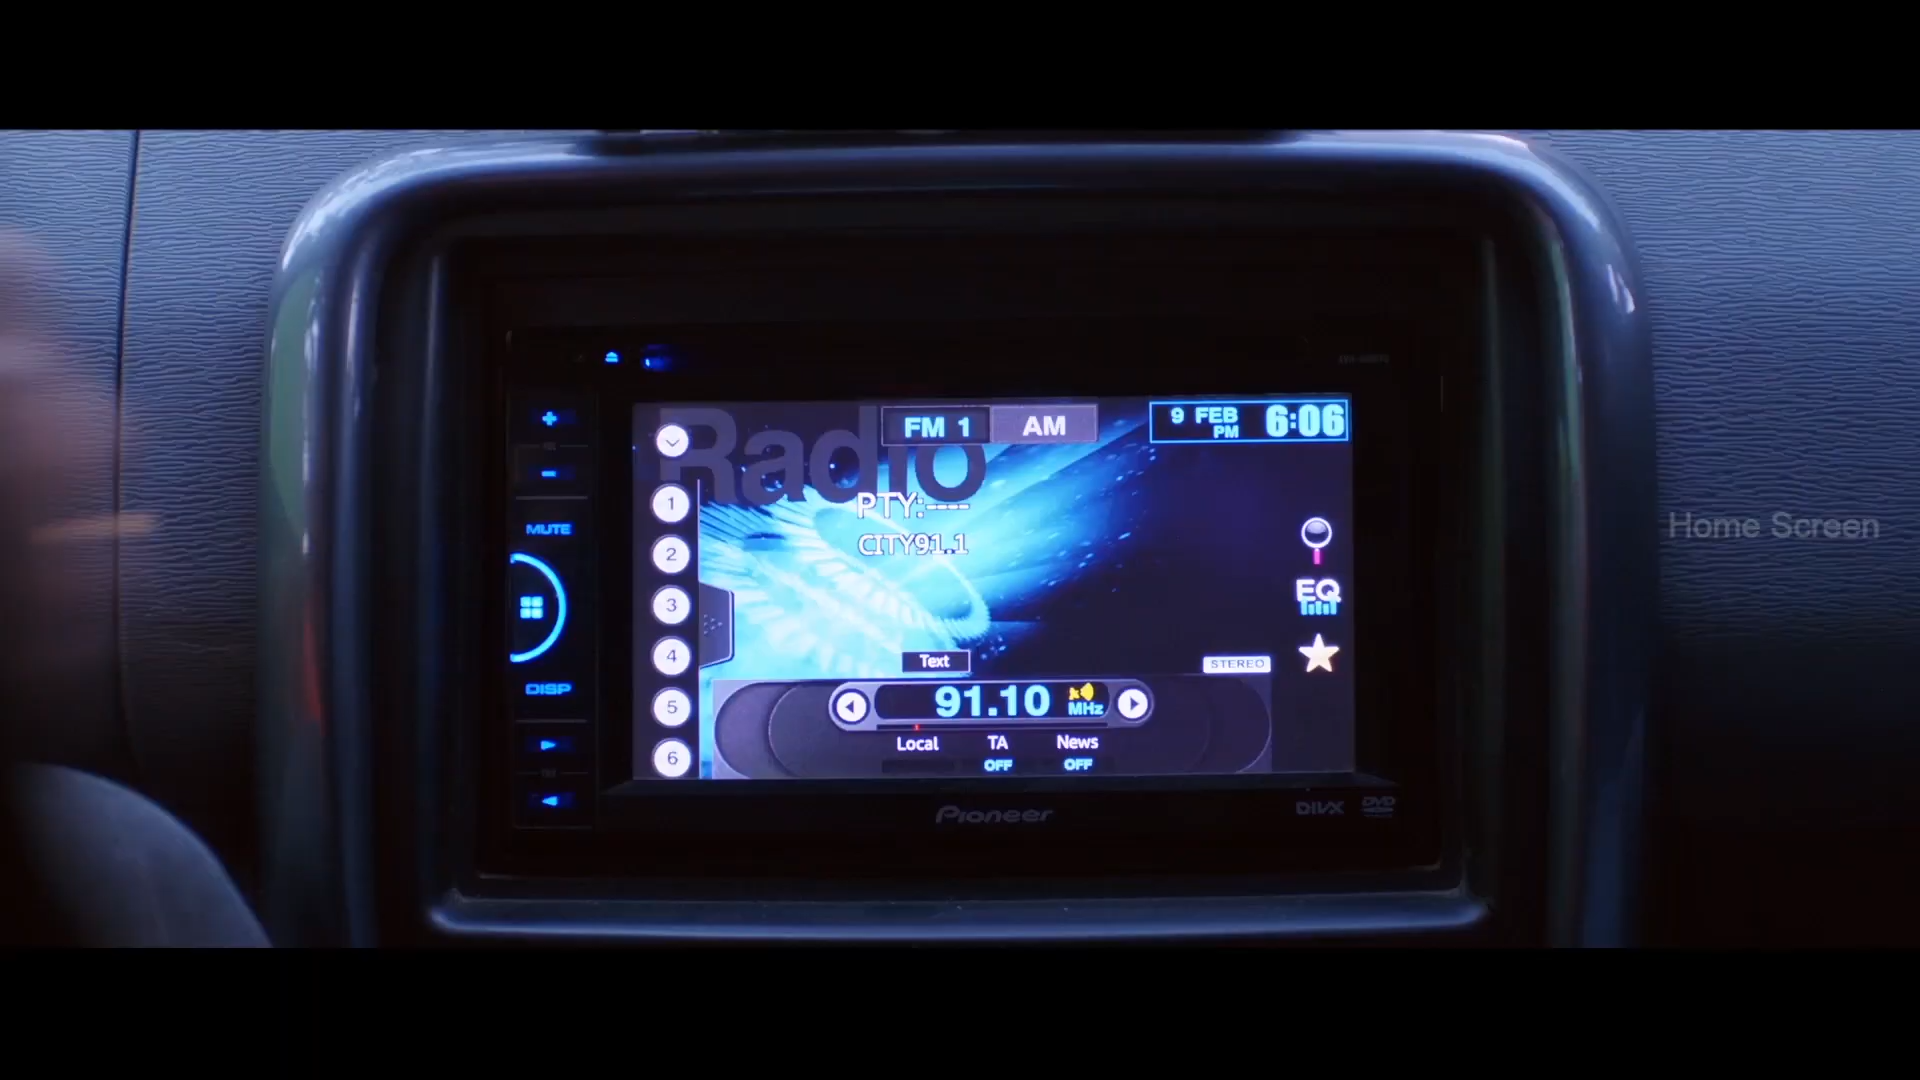 Radio
FM 1
AM
9 FEB
PM
6:06
1
PTY:----
MUTE
2
CITY91.1
Home Screen
3
EQ
4
Text
STEREO
DISP
5
91.10
MHz
Local
TA
News
6
OFF
OFF
Pioneer
DIVX
DVD